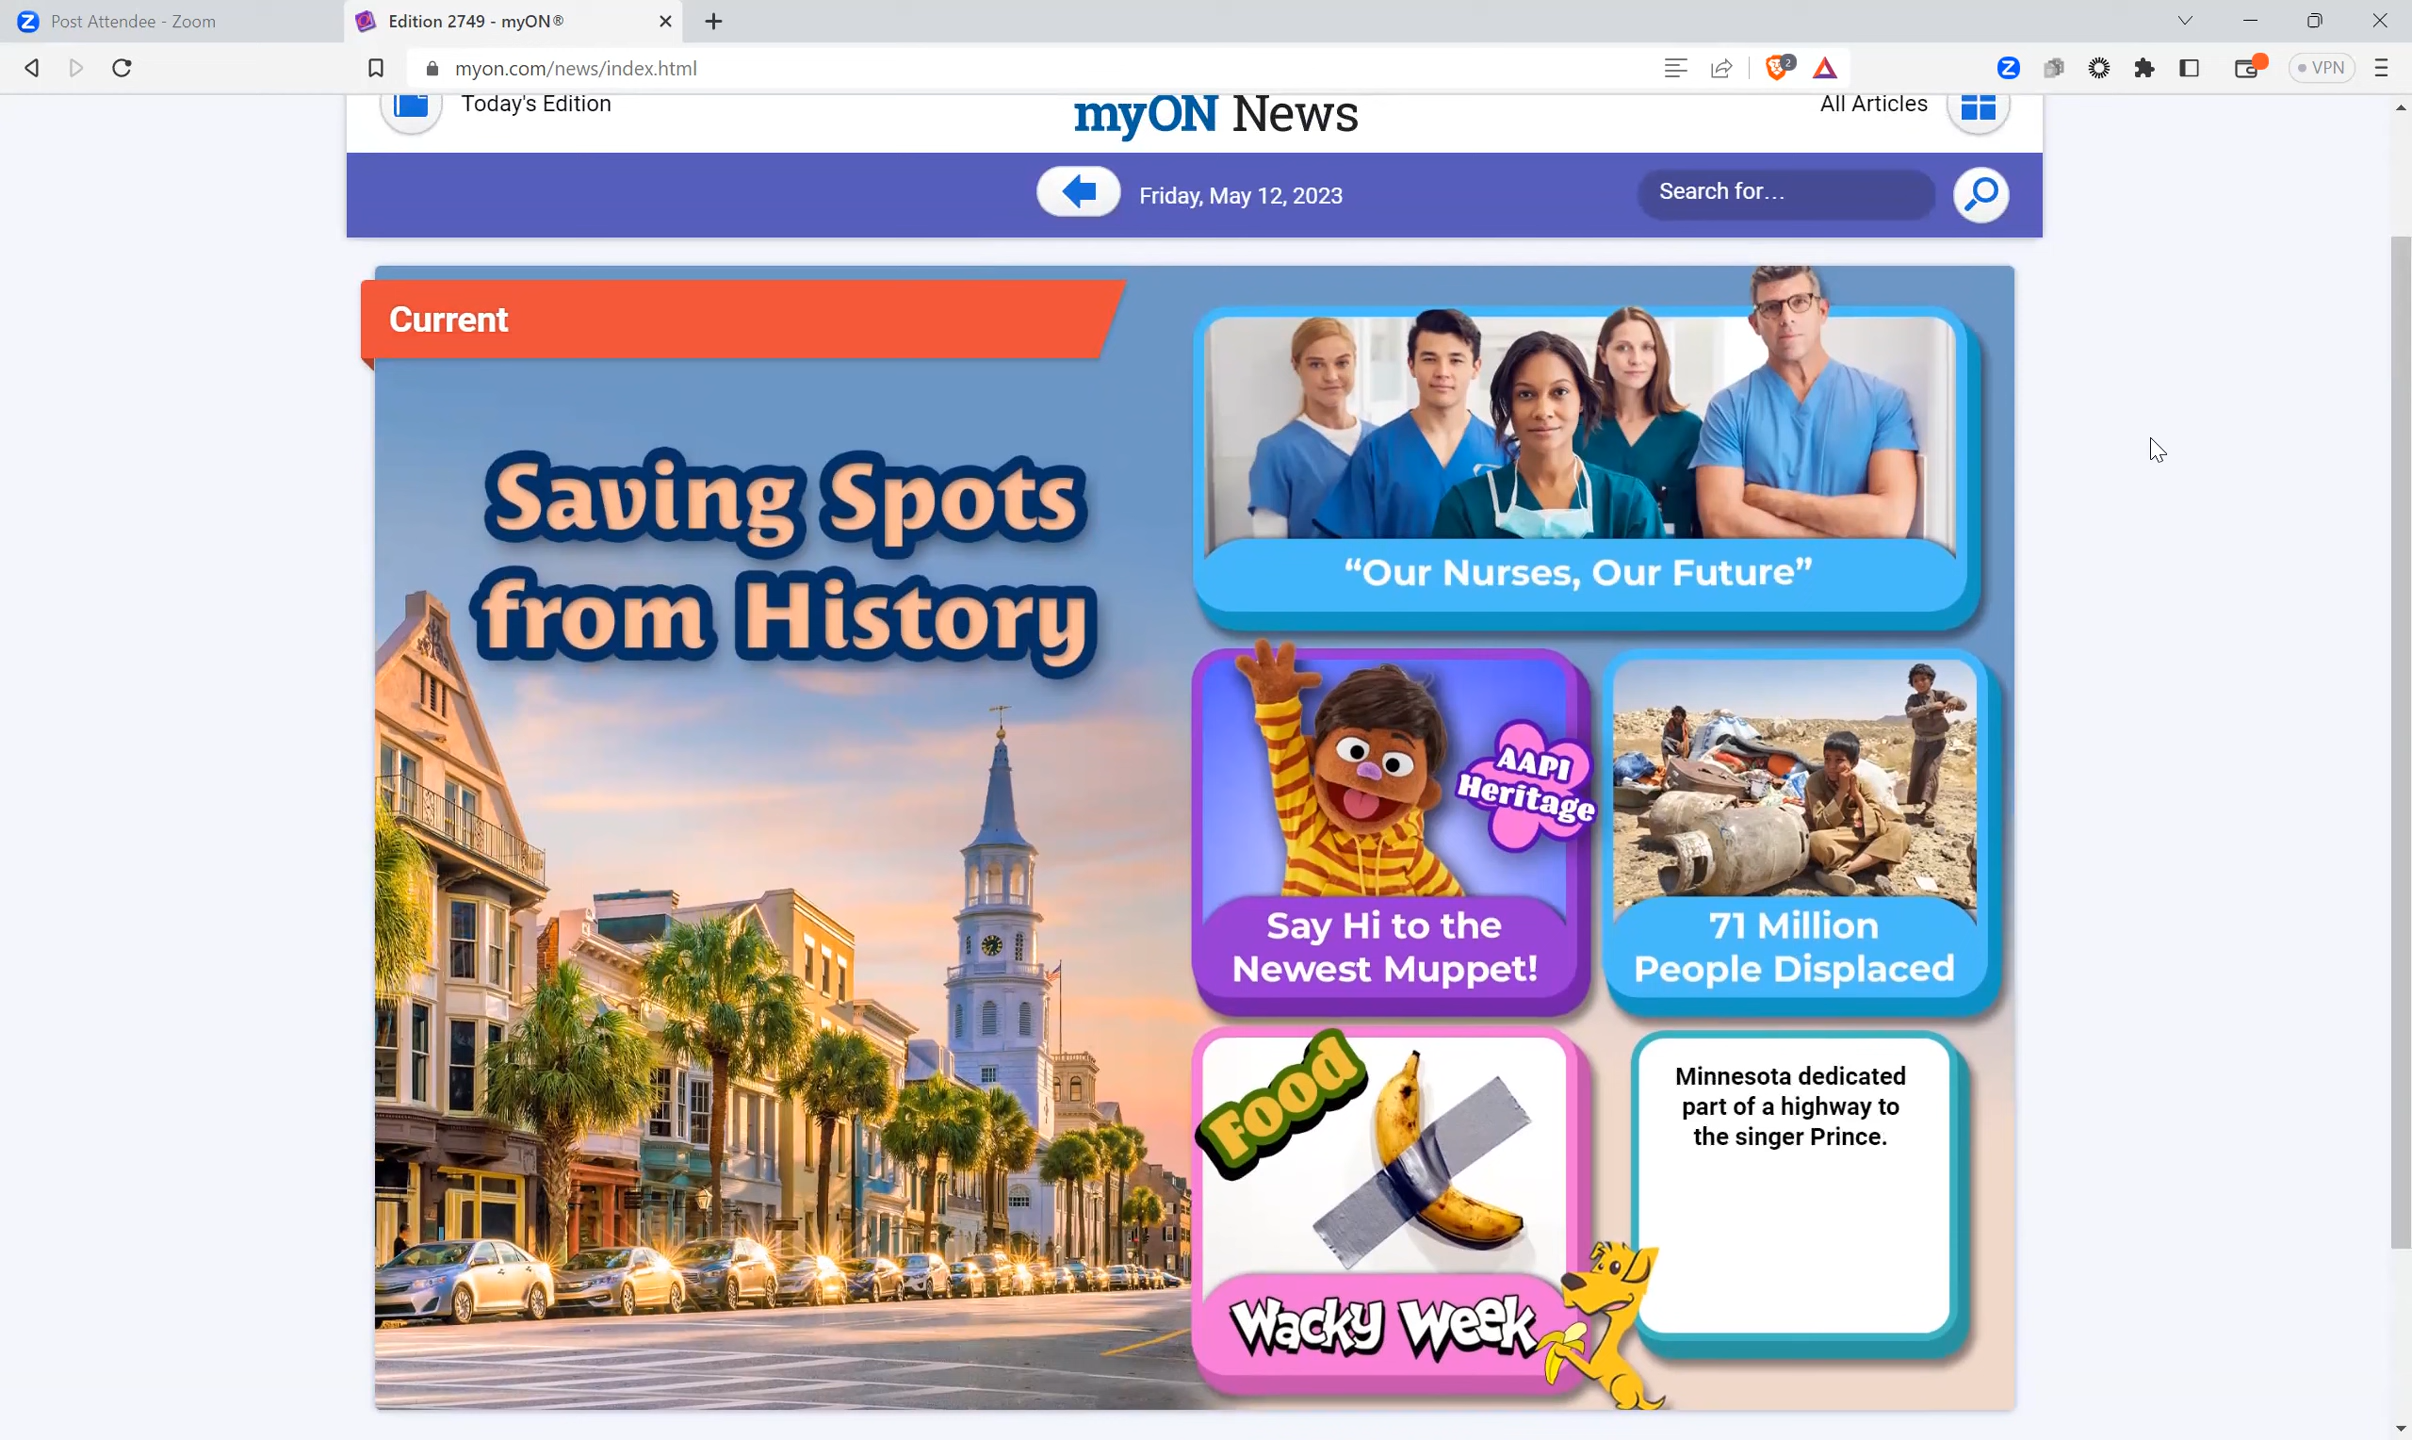 Post Attendee - Zoom
Edition 2749 - myON®
myon.com/news/index.html
2
VPN
Today's Edition
myON News
All Articles
Friday, May 12, 2023
Search for...
Current
Saving Spots
from History
“Our Nurses, Our Future”
AAPI
Heritage
Say Hi to the
Newest Muppet!
71 Million
People Displaced
FOOD
Wacky Week
Minnesota dedicated
part of a highway to
the singer Prince.